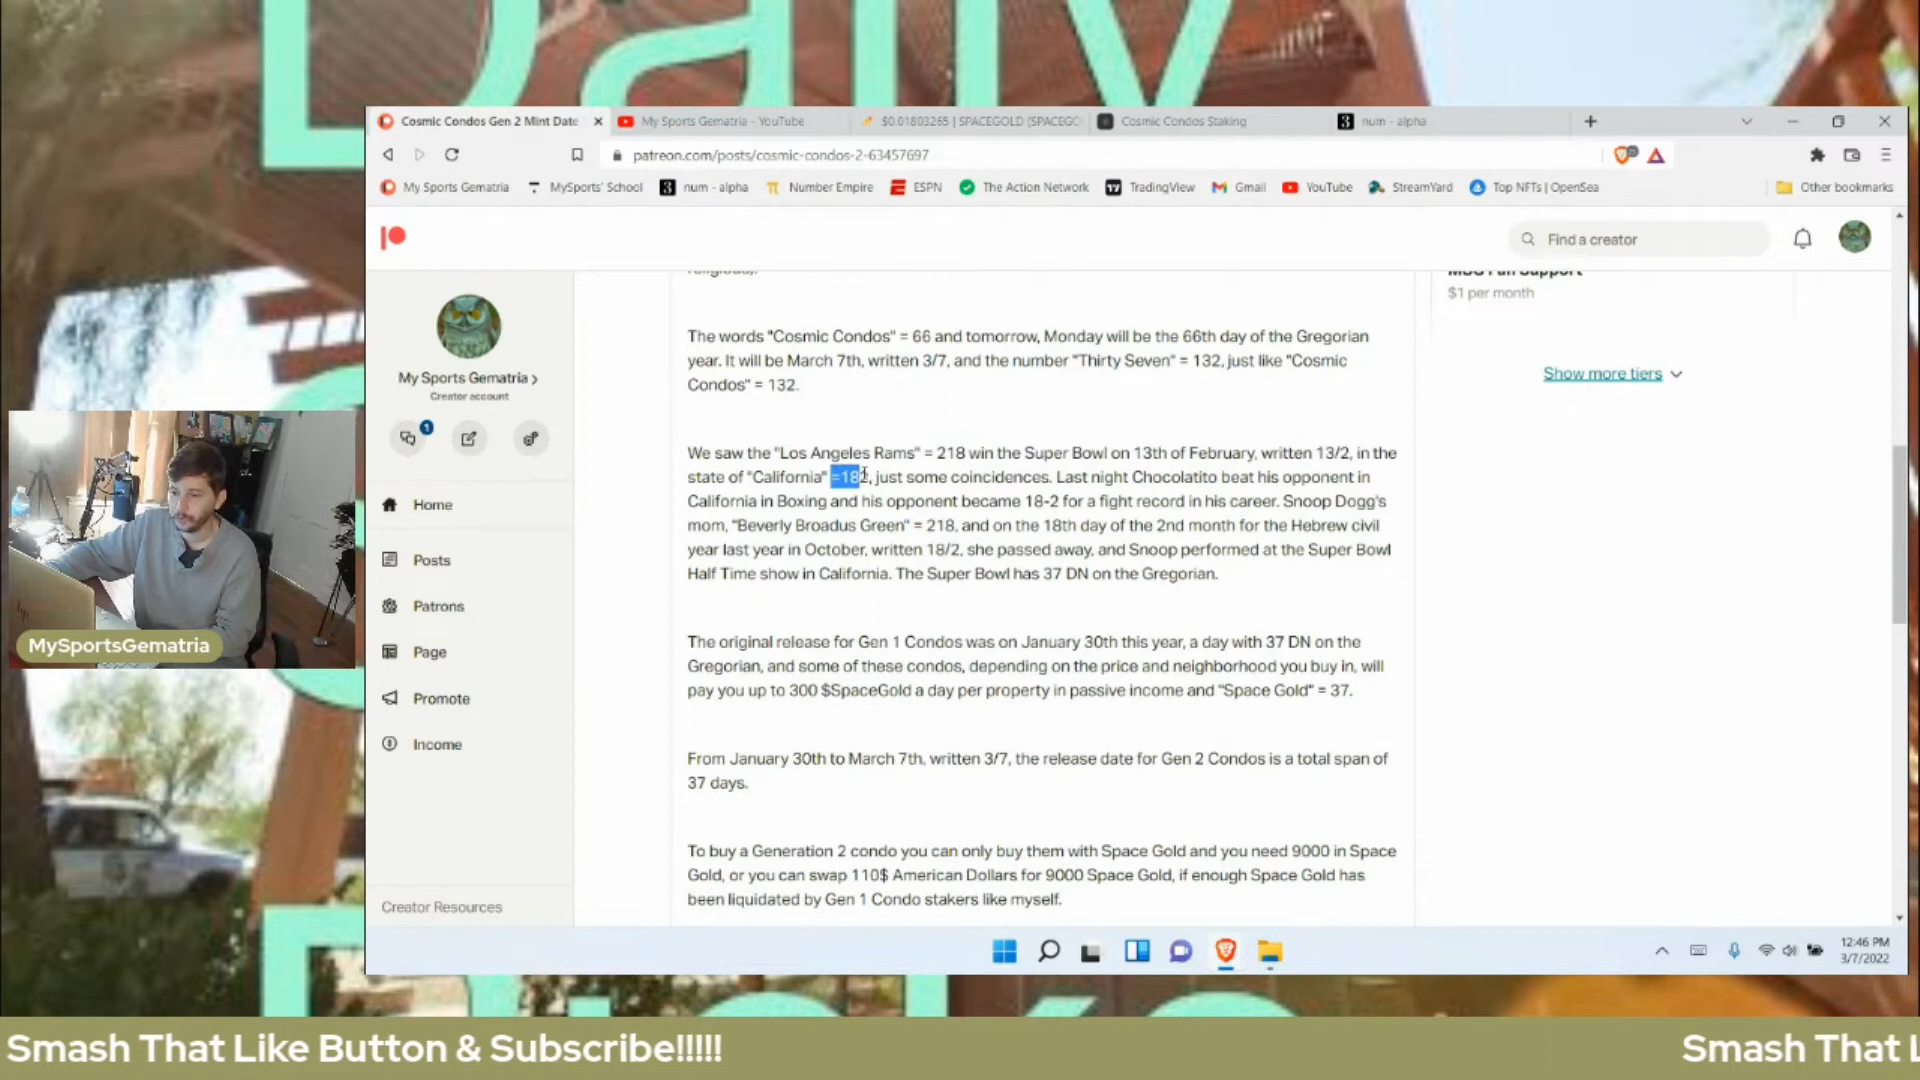 Daily
Cosmic Condos Gen 2 Mint Date
My Sports Gematria - YouTube
$0.01803265 | SPACEGOLD (SPACEGO
Cosmic Condos Staking
num - alpha
patreon.com/posts/cosmic-condos-2-63457697
My Sports Gematria
MySports' School
num - alpha
Number Empire
ESPN
The Action Network
TradingView
Gmail
YouTube
StreamYard
Top NFTs | OpenSea
Other bookmarks
Find a creator
My Sports Gematria
Creator account
1
Home
Posts
Patrons
Page
Promote
Income
Creator Resources
religious).
The words "Cosmic Condos" = 66 and tomorrow, Monday will be the 66th day of the Gregorian
year. It will be March 7th, written 3/7, and the number "Thirty Seven" = 132, just like "Cosmic
Condos" = 132.
We saw the "Los Angeles Rams" = 218 win the Super Bowl on 13th of February, written 13/2, in the
state of "California" =182, just some coincidences. Last night Chocolatito beat his opponent in
California in Boxing and his opponent became 18-2 for a fight record in his career. Snoop Dogg's
mom, "Beverly Broadus Green" = 218, and on the 18th day of the 2nd month for the Hebrew civil
year last year in October, written 18/2, she passed away, and Snoop performed at the Super Bowl
Half Time show in California. The Super Bowl has 37 DN on the Gregorian.
The original release for Gen 1 Condos was on January 30th this year, a day with 37 DN on the
Gregorian, and some of these condos, depending on the price and neighborhood you buy in, will
pay you up to 300 $SpaceGold a day per property in passive income and "Space Gold" = 37.
From January 30th to March 7th, written 3/7, the release date for Gen 2 Condos is a total span of
37 days.
To buy a Generation 2 condo you can only buy them with Space Gold and you need 9000 in Space
Gold, or you can swap 110$ American Dollars for 9000 Space Gold, if enough Space Gold has
been liquidated by Gen 1 Condo stakers like myself.
MSG Fan Support
$1 per month
Show more tiers
MySportsGematria
12:46 PM
3/7/2022
Smash That Like Button & Subscribe!!!!!
Smash That L